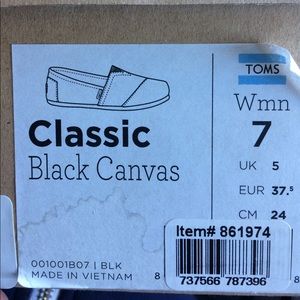 TOMS
Classic
Black Canvas
Wmn
7
UK 5
EUR 37.5
CM 24
Item# 861974
001001B07 | BLK
MADE IN VIETNAM
8
737566 787396
8